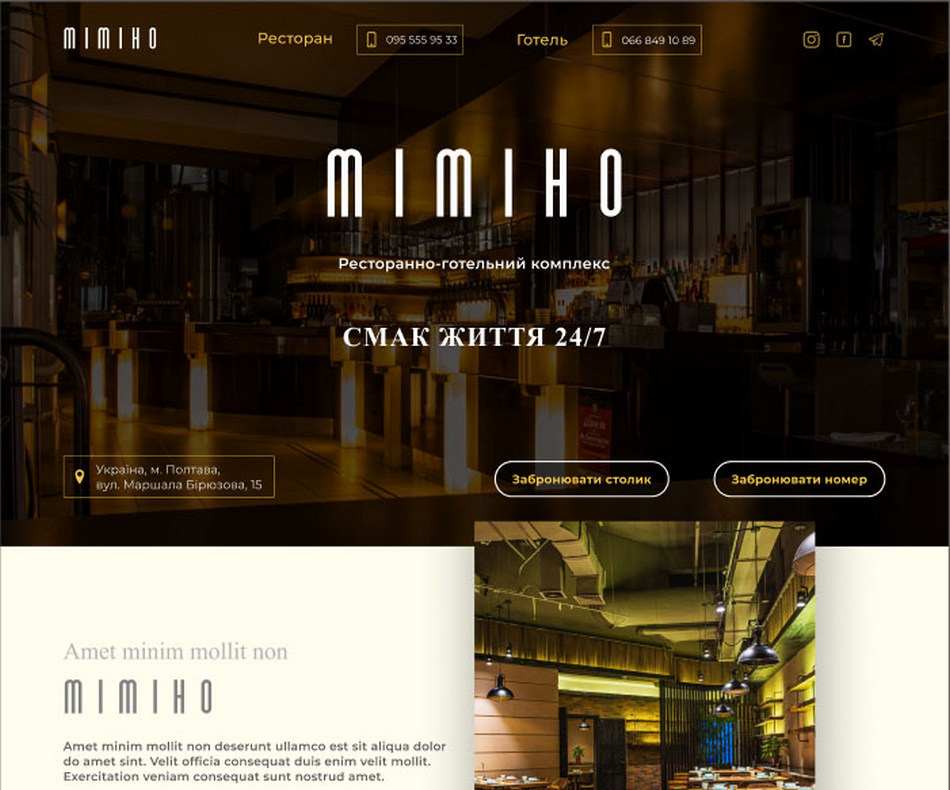 МІМІНО
Ресторан
095 555 95 33
Готель
066 849 10 89
МІМІНО
Ресторанно-готельний комплекс
СМАК ЖИТТЯ 24/7
Україна, м. Полтава,
вул. Маршала Бірюзова, 15
Забронювати столик
Забронювати номер
Amet minim mollit non
МІМІНО
Amet minim mollit non deserunt ullamco est sit aliqua dolor
do amet sint. Velit officia consequat duis enim velit mollit.
Exercitation veniam consequat sunt nostrud amet.